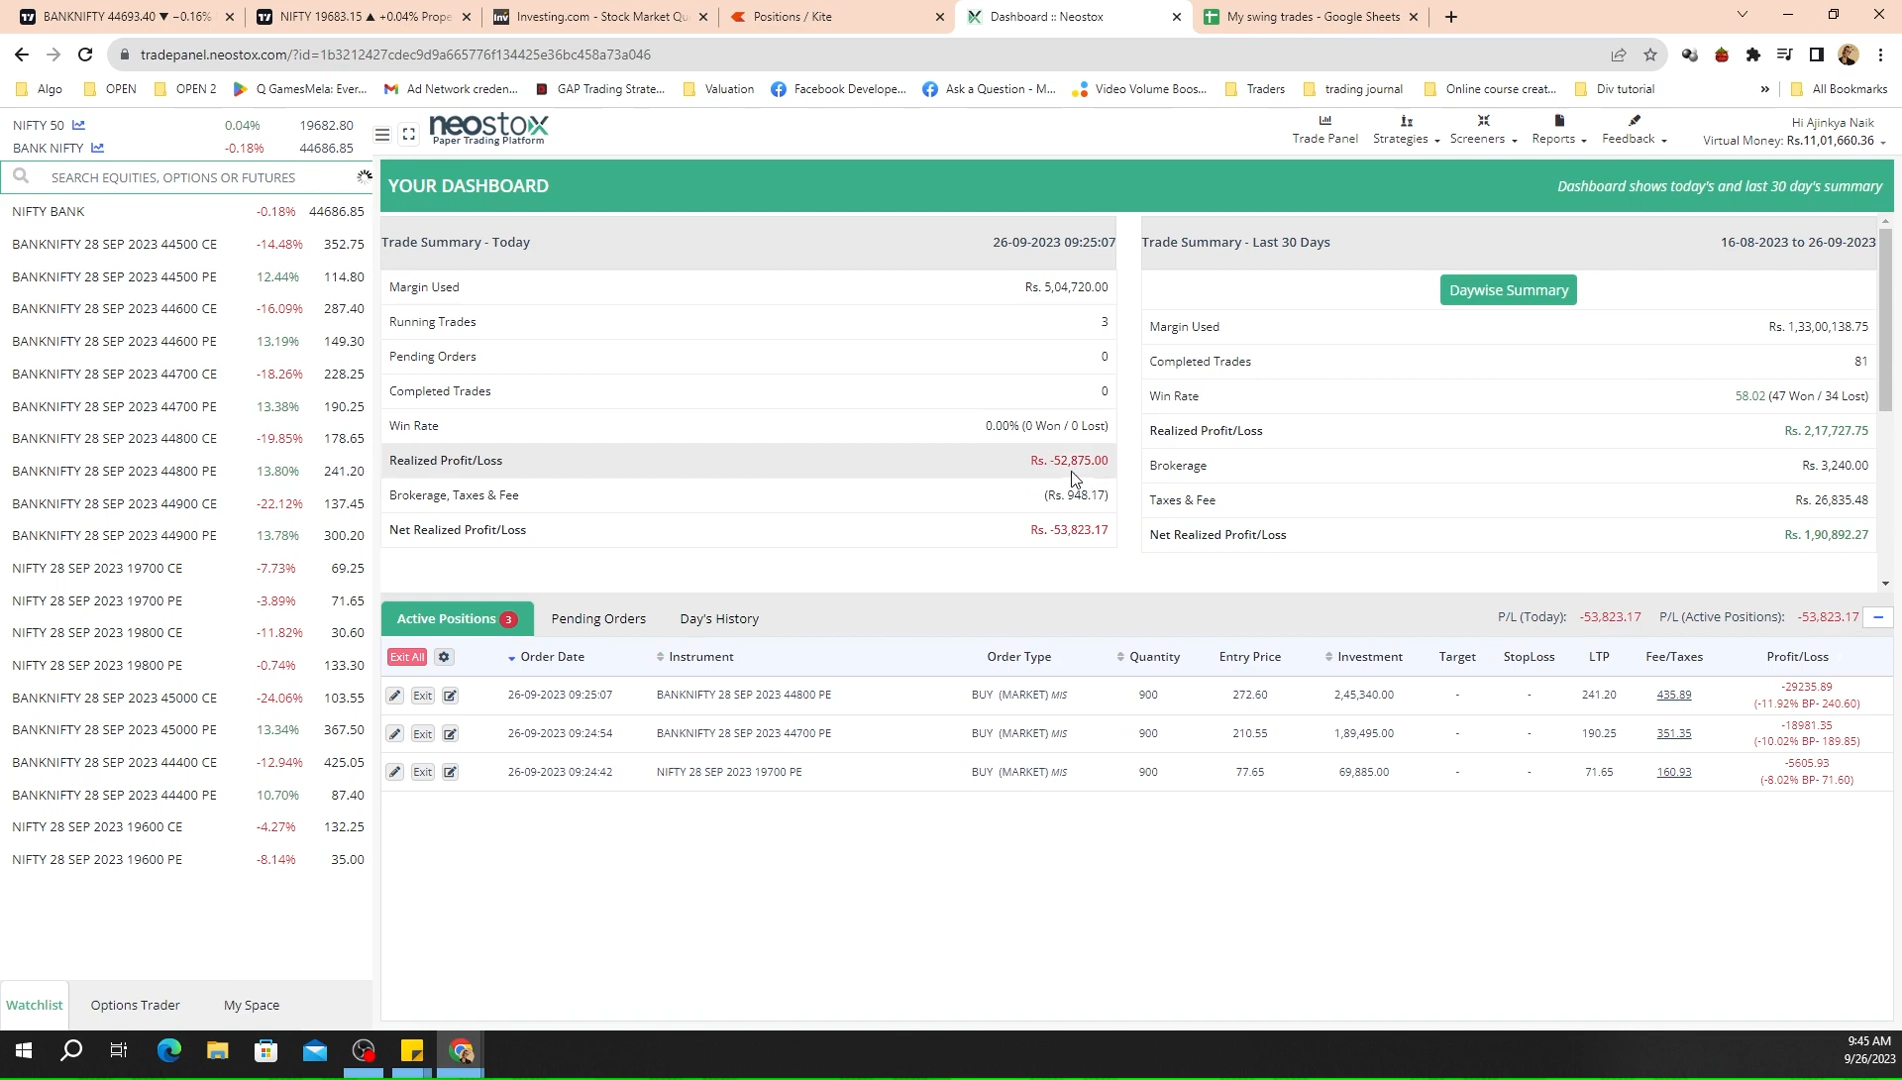 BANKNIFTY 44693.40 ▼ −0.16%
NIFTY 19683.15 ▲ +0.04% Prope
Investing.com - Stock Market Qu
Positions / Kite
Dashboard :: Neostox
My swing trades - Google Sheets
tradepanel.neostox.com/?id=1b3212427cdec9d9a665776f134425e36bc458a73a046
Algo OPEN OPEN 2 Q GamesMela: Ever... Ad Network creden... GAP Trading Strate... Valuation Facebook Develope... Ask a Question - M... Video Volume Boos... Traders trading journal Online course creat... Div tutorial » All Bookmarks
NIFTY 50 0.04% 19682.80
BANK NIFTY -0.18% 44686.85
neostox
Paper Trading Platform
Trade Panel Strategies Screeners Reports Feedback
Hi Ajinkya Naik
Virtual Money: Rs.11,01,660.36
SEARCH EQUITIES, OPTIONS OR FUTURES
NIFTY BANK -0.18% 44686.85
BANKNIFTY 28 SEP 2023 44500 CE -14.48% 352.75
BANKNIFTY 28 SEP 2023 44500 PE 12.44% 114.80
BANKNIFTY 28 SEP 2023 44600 CE -16.09% 287.40
BANKNIFTY 28 SEP 2023 44600 PE 13.19% 149.30
BANKNIFTY 28 SEP 2023 44700 CE -18.26% 228.25
BANKNIFTY 28 SEP 2023 44700 PE 13.38% 190.25
BANKNIFTY 28 SEP 2023 44800 CE -19.85% 178.65
BANKNIFTY 28 SEP 2023 44800 PE 13.80% 241.20
BANKNIFTY 28 SEP 2023 44900 CE -22.12% 137.45
BANKNIFTY 28 SEP 2023 44900 PE 13.78% 300.20
NIFTY 28 SEP 2023 19700 CE -7.73% 69.25
NIFTY 28 SEP 2023 19700 PE -3.89% 71.65
NIFTY 28 SEP 2023 19800 CE -11.82% 30.60
NIFTY 28 SEP 2023 19800 PE -0.74% 133.30
BANKNIFTY 28 SEP 2023 45000 CE -24.06% 103.55
BANKNIFTY 28 SEP 2023 45000 PE 13.34% 367.50
BANKNIFTY 28 SEP 2023 44400 CE -12.94% 425.05
BANKNIFTY 28 SEP 2023 44400 PE 10.70% 87.40
NIFTY 28 SEP 2023 19600 CE -4.27% 132.25
NIFTY 28 SEP 2023 19600 PE -8.14% 35.00
Watchlist Options Trader My Space
YOUR DASHBOARD
Dashboard shows today's and last 30 day's summary
Trade Summary - Today 26-09-2023 09:25:07
Margin Used Rs. 5,04,720.00
Running Trades 3
Pending Orders 0
Completed Trades 0
Win Rate 0.00% (0 Won / 0 Lost)
Realized Profit/Loss Rs. -52,875.00
Brokerage, Taxes & Fee (Rs. 948.17)
Net Realized Profit/Loss Rs. -53,823.17
Trade Summary - Last 30 Days 16-08-2023 to 26-09-2023
Daywise Summary
Margin Used Rs. 1,33,00,138.75
Completed Trades 81
Win Rate 58.02 (47 Won / 34 Lost)
Realized Profit/Loss Rs. 2,17,727.75
Brokerage Rs. 3,240.00
Taxes & Fee Rs. 26,835.48
Net Realized Profit/Loss Rs. 1,90,892.27
Active Positions 3 Pending Orders Day's History P/L (Today): -53,823.17 P/L (Active Positions): -53,823.17
Exit All Order Date Instrument Order Type Quantity Entry Price Investment Target StopLoss LTP Fee/Taxes Profit/Loss
Exit 26-09-2023 09:25:07 BANKNIFTY 28 SEP 2023 44800 PE BUY (MARKET) MIS 900 272.60 2,45,340.00 - - 241.20 435.89 -29235.89
(-11.92% BP- 240.60)
Exit 26-09-2023 09:24:54 BANKNIFTY 28 SEP 2023 44700 PE BUY (MARKET) MIS 900 210.55 1,89,495.00 - - 190.25 351.35 -18981.35
(-10.02% BP- 189.85)
Exit 26-09-2023 09:24:42 NIFTY 28 SEP 2023 19700 PE BUY (MARKET) MIS 900 77.65 69,885.00 - - 71.65 160.93 -5605.93
(-8.02% BP- 71.60)
9:45 AM
9/26/2023